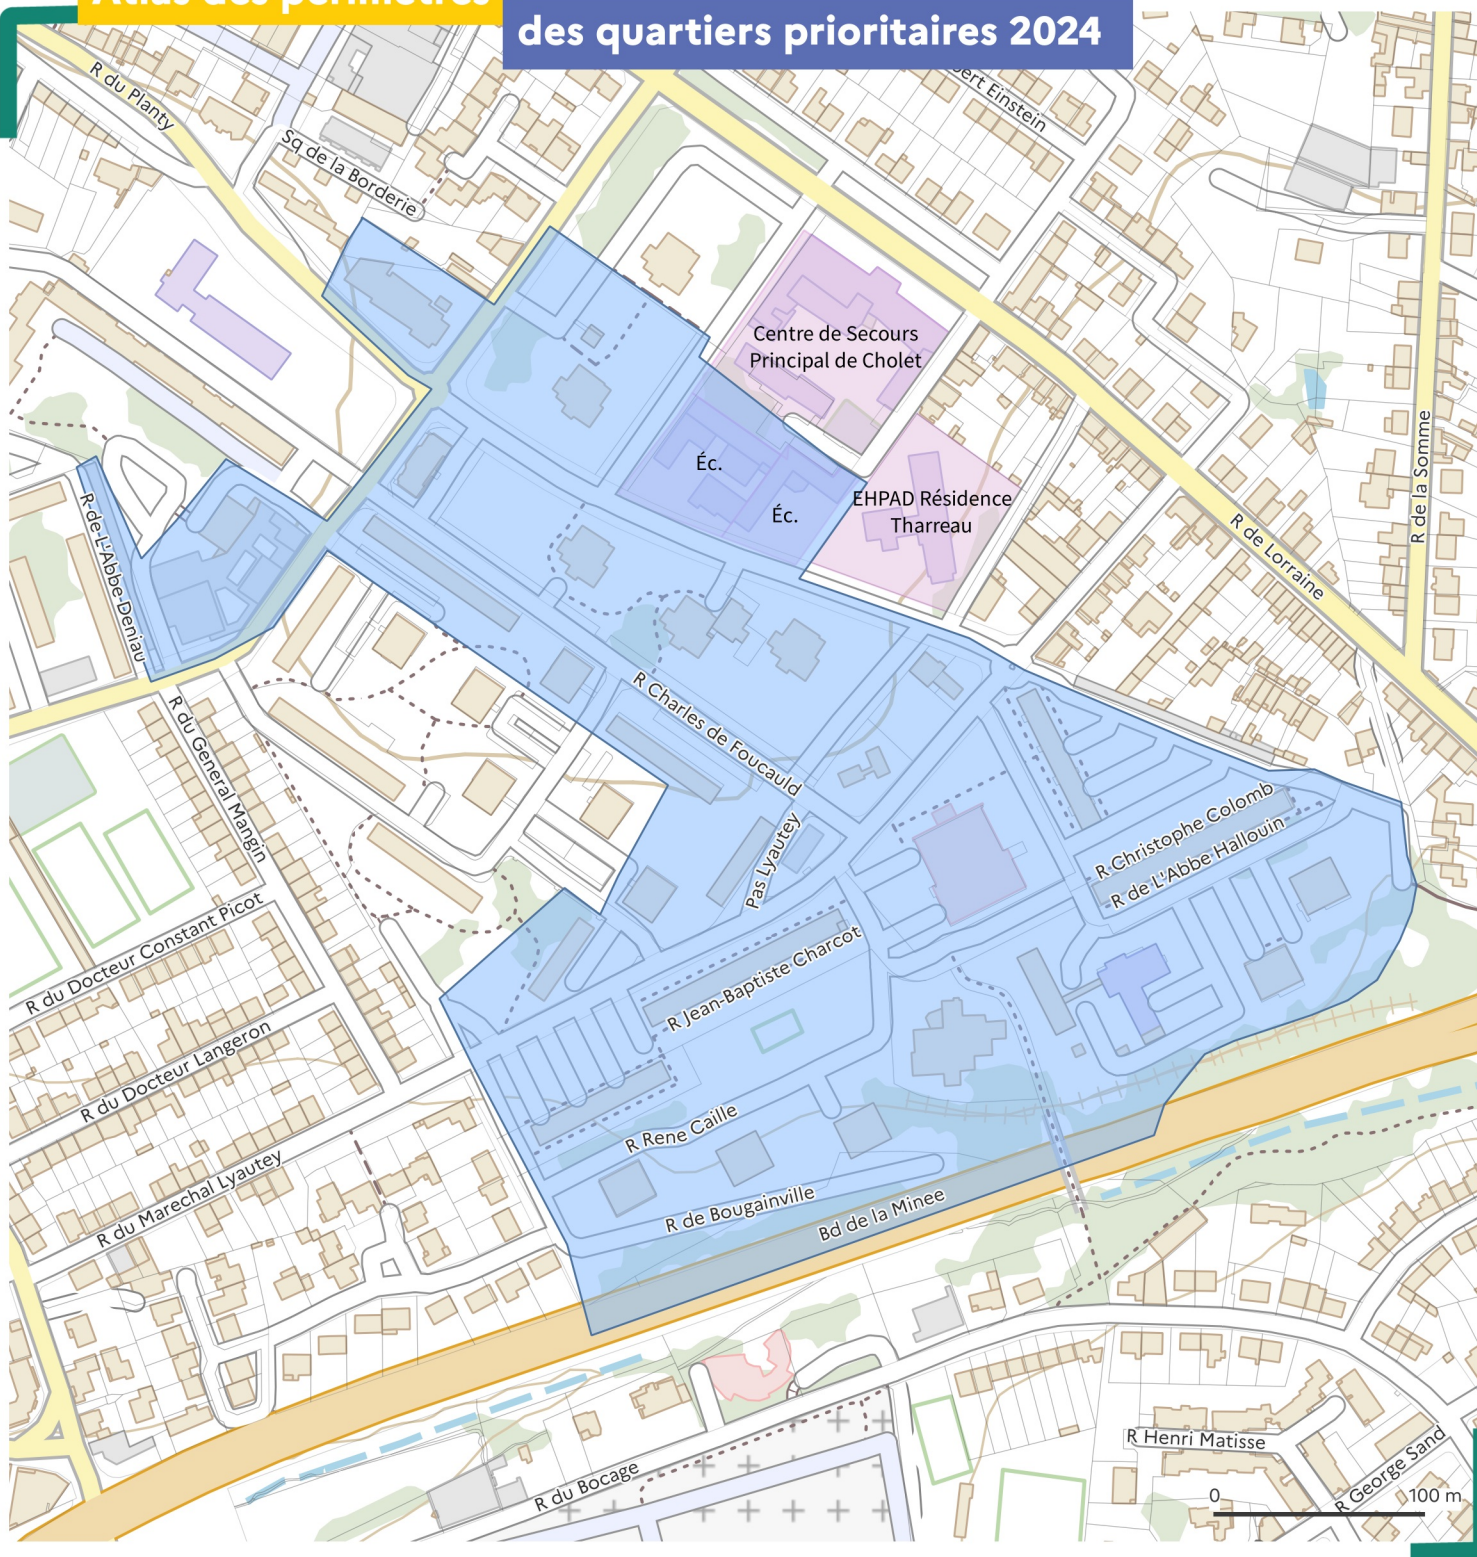 Atlas des périmètres
des quartiers prioritaires 2024
R du Planty
Sq de la Borderie
Einstein
Centre de Secours
Principal de Cholet
Éc.
Éc.
EHPAD Résidence
Tharreau
R de Lorraine
R de la Somme
R de L'Abbe Deniau
R du General Mangin
R Charles de Foucauld
Pas Lyautey
R Christophe Colomb
R de L'Abbe Hallouin
R Jean-Baptiste Charcot
R du Docteur Constant Picot
R du Docteur Langeron
R du Marechal Lyautey
R Rene Caille
R de Bougainville
Bd de la Minee
R du Bocage
R Henri Matisse
R George Sand
0 100 m